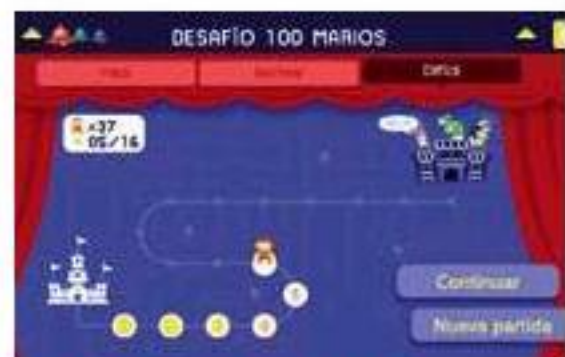 DESAFÍO 100 MARIOS
Difícil
×37
05/16
Continuar
Nueva partida